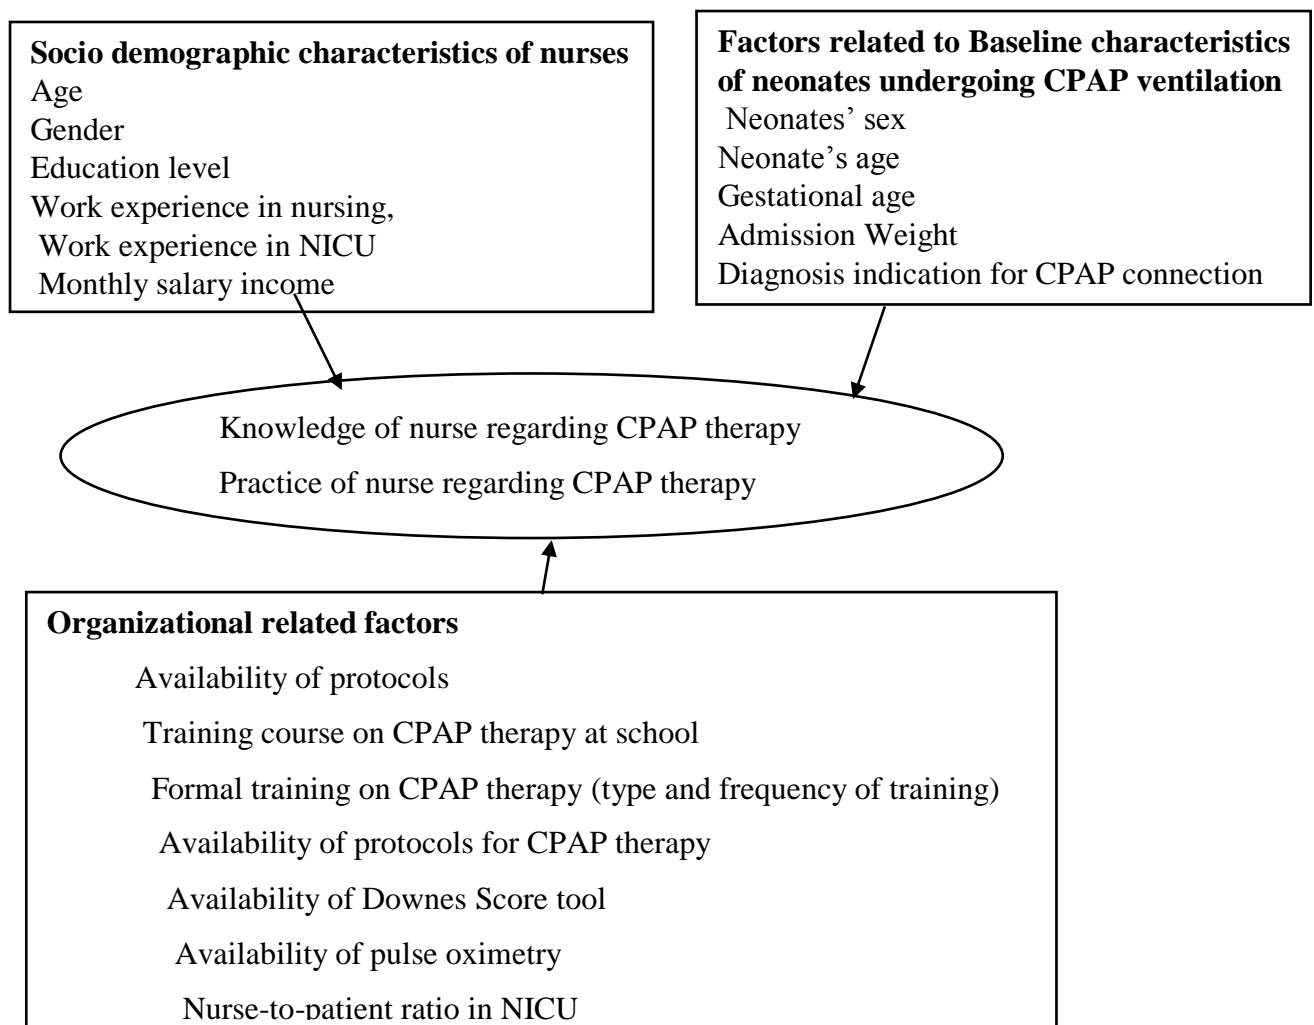 Socio demographic characteristics of nurses
Age
Gender
Education level
Work experience in nursing,
Work experience in NICU
Monthly salary income
Factors related to Baseline characteristics
of neonates undergoing CPAP ventilation
Neonates’ sex
Neonate’s age
Gestational age
Admission Weight
Diagnosis indication for CPAP connection
Knowledge of nurse regarding CPAP therapy
Practice of nurse regarding CPAP therapy
Organizational related factors
Availability of protocols
Training course on CPAP therapy at school
Formal training on CPAP therapy (type and frequency of training)
Availability of protocols for CPAP therapy
Availability of Downes Score tool
Availability of pulse oximetry
Nurse-to-patient ratio in NICU